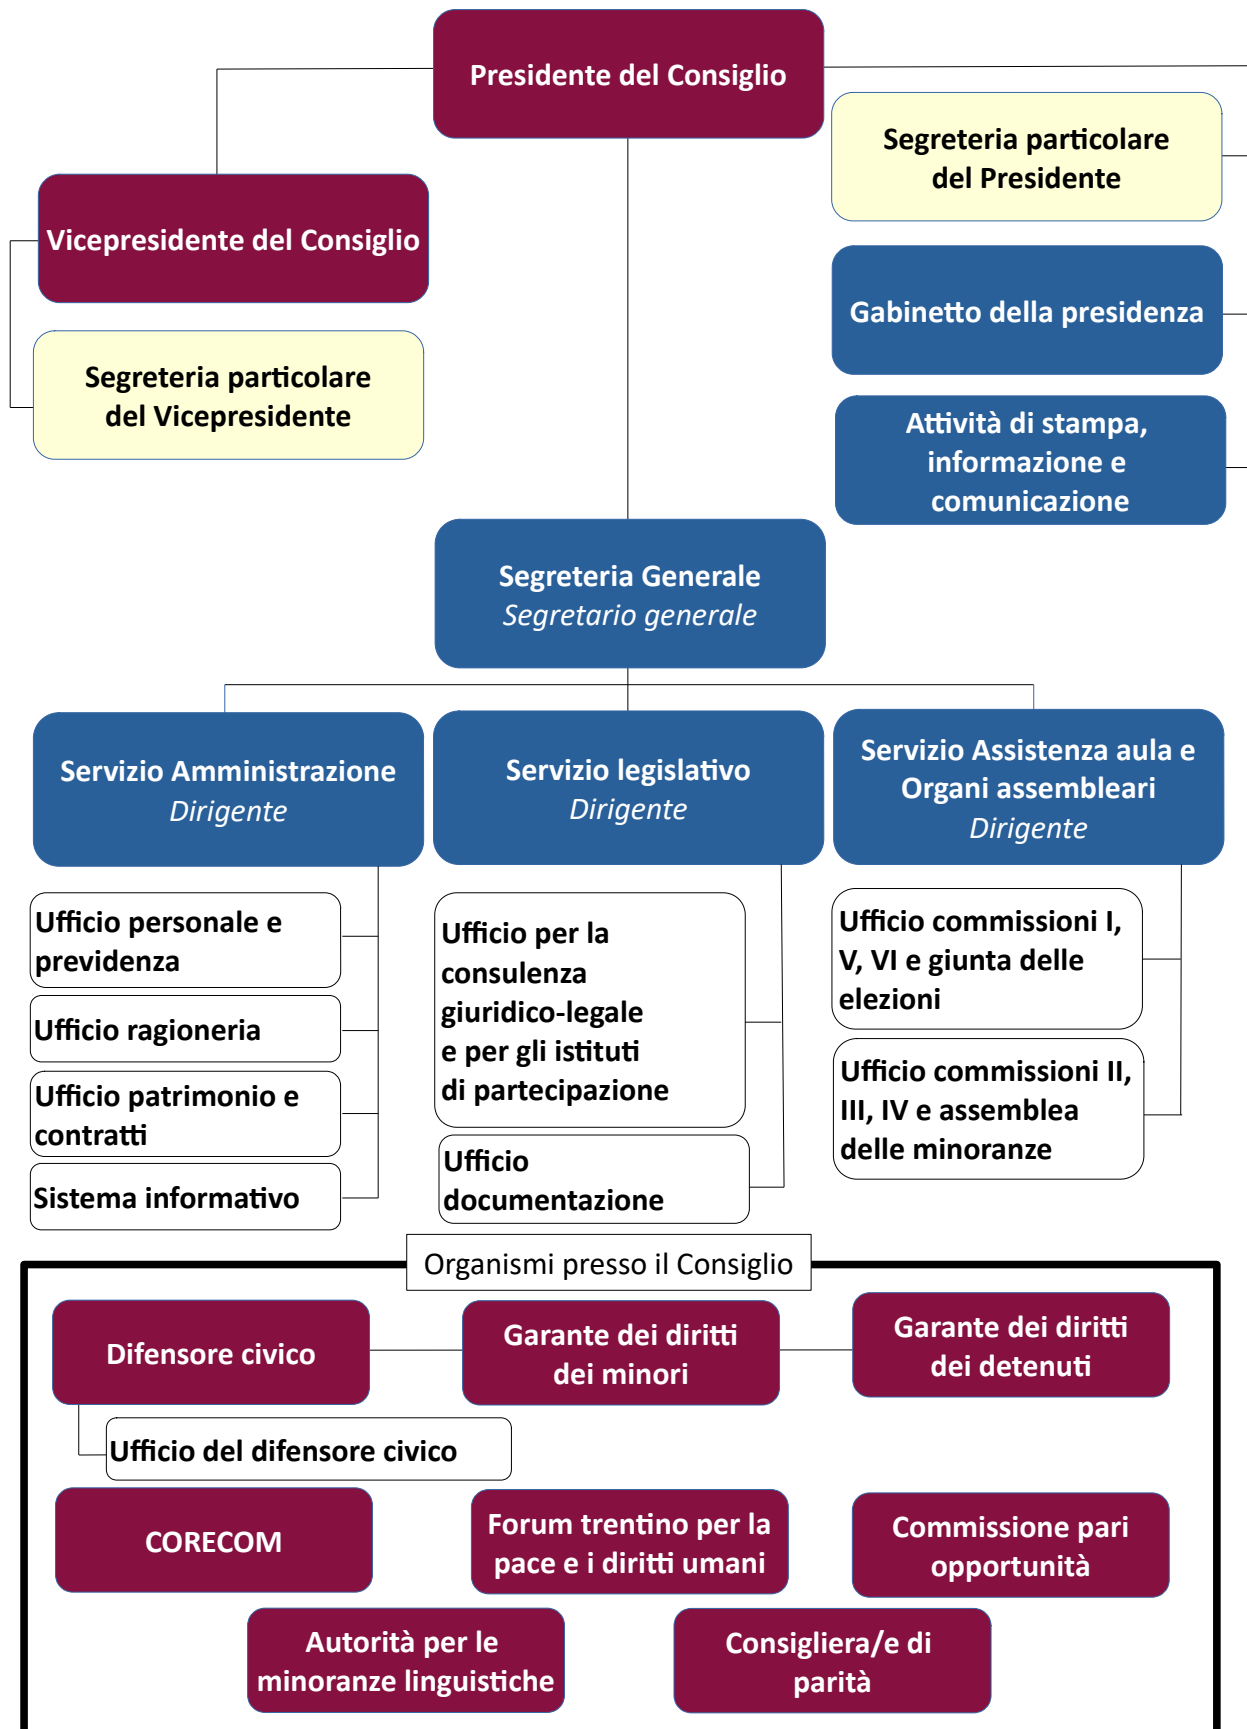 Presidente del Consiglio
Segreteria particolare
del Presidente
Vicepresidente del Consiglio
Gabinetto della presidenza
Segreteria particolare
del Vicepresidente
Attività di stampa,
informazione e
comunicazione
Segreteria Generale
Segretario generale
Servizio Amministrazione
Dirigente
Servizio legislativo
Dirigente
Servizio Assistenza aula e
Organi assembleari
Dirigente
Ufficio personale e
previdenza
Ufficio ragioneria
Ufficio patrimonio e
contratti
Sistema informativo
Ufficio per la
consulenza
giuridico-legale
e per gli istituti
di partecipazione
Ufficio
documentazione
Ufficio commissioni I,
V, VI e giunta delle
elezioni
Ufficio commissioni II,
III, IV e assemblea
delle minoranze
Organismi presso il Consiglio
Difensore civico
Garante dei diritti
dei minori
Garante dei diritti
dei detenuti
Ufficio del difensore civico
CORECOM
Forum trentino per la
pace e i diritti umani
Commissione pari
opportunità
Autorità per le
minoranze linguistiche
Consigliera/e di
parità